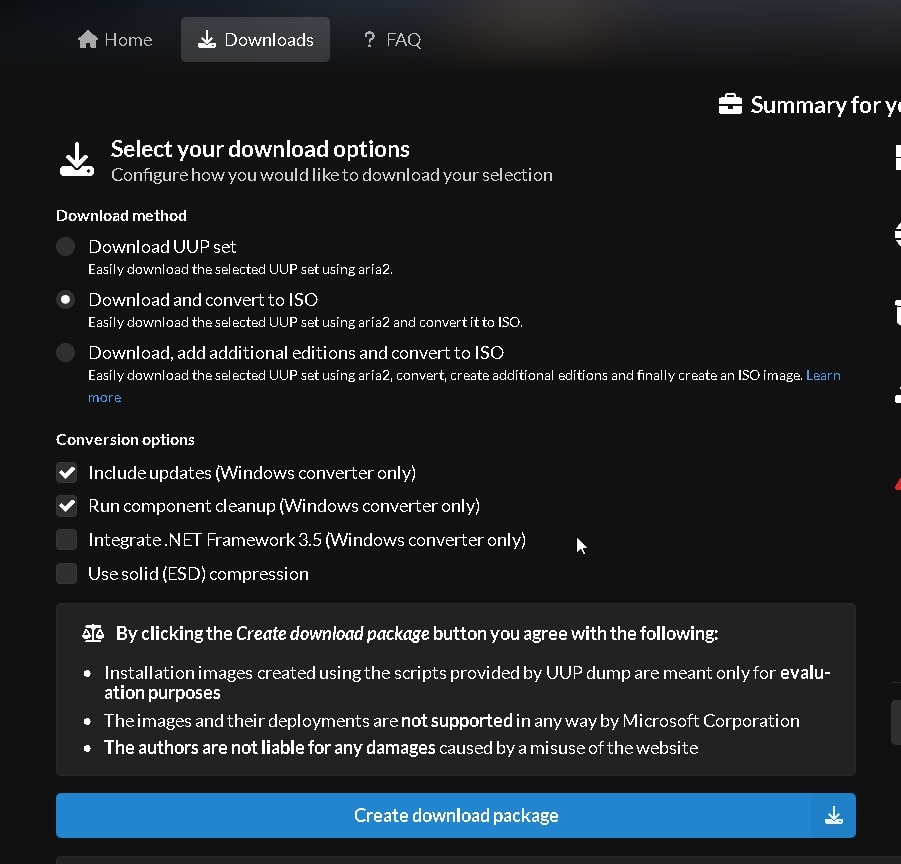 Home
Downloads
? FAQ
Summary for
Select your download options
Configure how you would like to download your selection
Download method
Download UUP set
Easily download the selected UUP set using aria2.
Download and convert to ISO
Easily download the selected UUP set using aria2 and convert it to ISO.
Download, add additional editions and convert to ISO
Easily download the selected UUP set using aria2, convert, create additional editions and finally create an ISO image. Learn
more
Conversion options
Include updates (Windows converter only)
Run component cleanup (Windows converter only)
Integrate .NET Framework 3.5 (Windows converter only)
Use solid (ESD) compression
By clicking the Create download package button you agree with the following:
• Installation images created using the scripts provided by UUP dump are meant only for evalu-
ation purposes
• The images and their deployments are not supported in any way by Microsoft Corporation
• The authors are not liable for any damages caused by a misuse of the website
Create download package